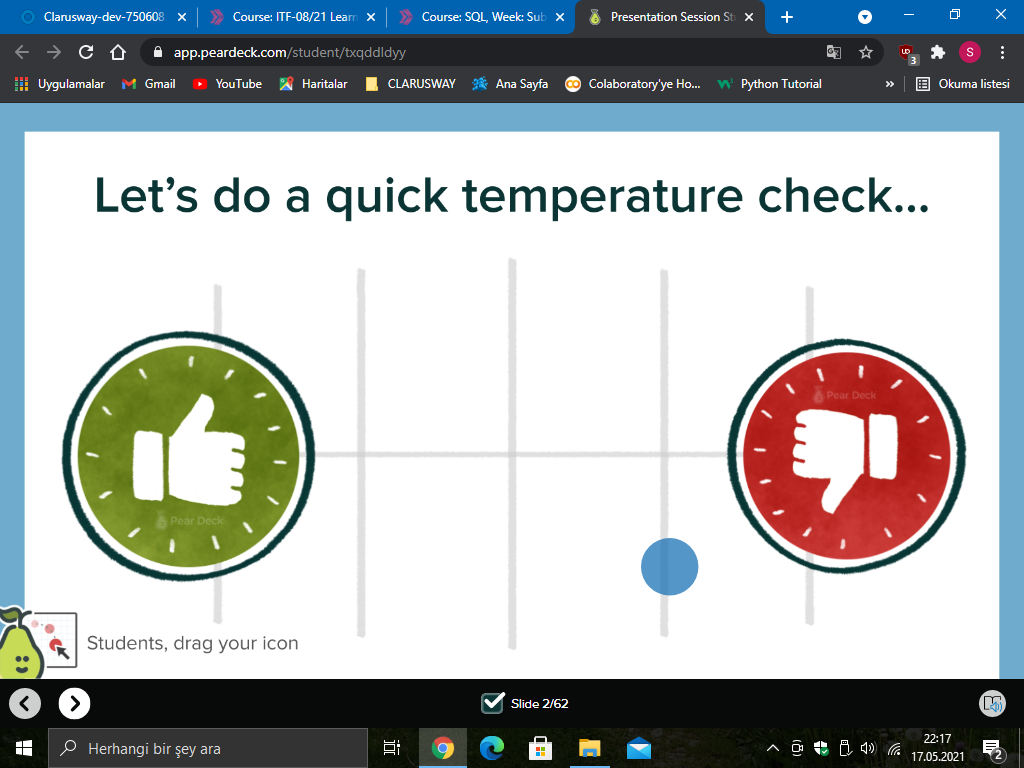 Clarusway-dev-750608
Course: ITF-08/21 Learn
Course: SQL, Week: Sub
Presentation Session St
app.peardeck.com/student/txqddldyy
UD
3
S
Uygulamalar
Gmail
YouTube
Haritalar
CLARUSWAY
Ana Sayfa
Colaboratory'ye Ho...
Python Tutorial
»
Okuma listesi
Let's do a quick temperature check...
Pear Deck
Pear Deck
Students, drag your icon
Slide 2/62
Herhangi bir şey ara
22:17
17.05.2021
2